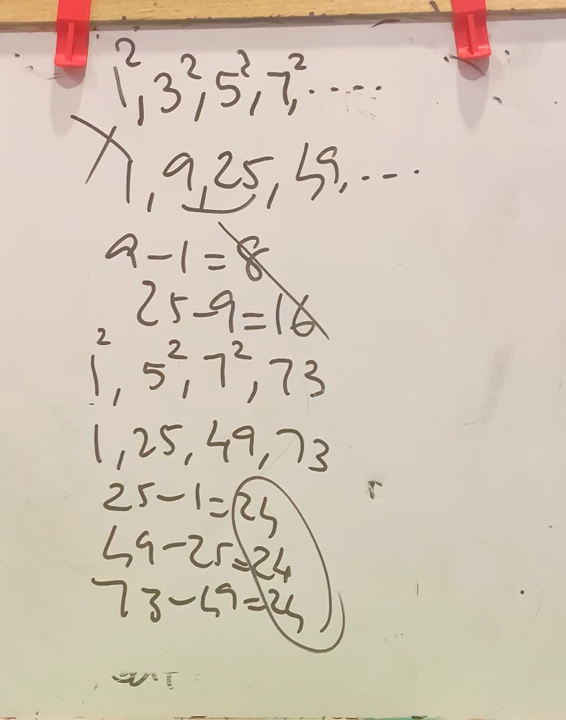 1², 3², 5², 7², .....
1, 9, 25, 49, ...
9-1=8
25-9=16
1², 5², 7², 73
1, 25, 49, 73
25-1=24
49-25=24
73-49=24